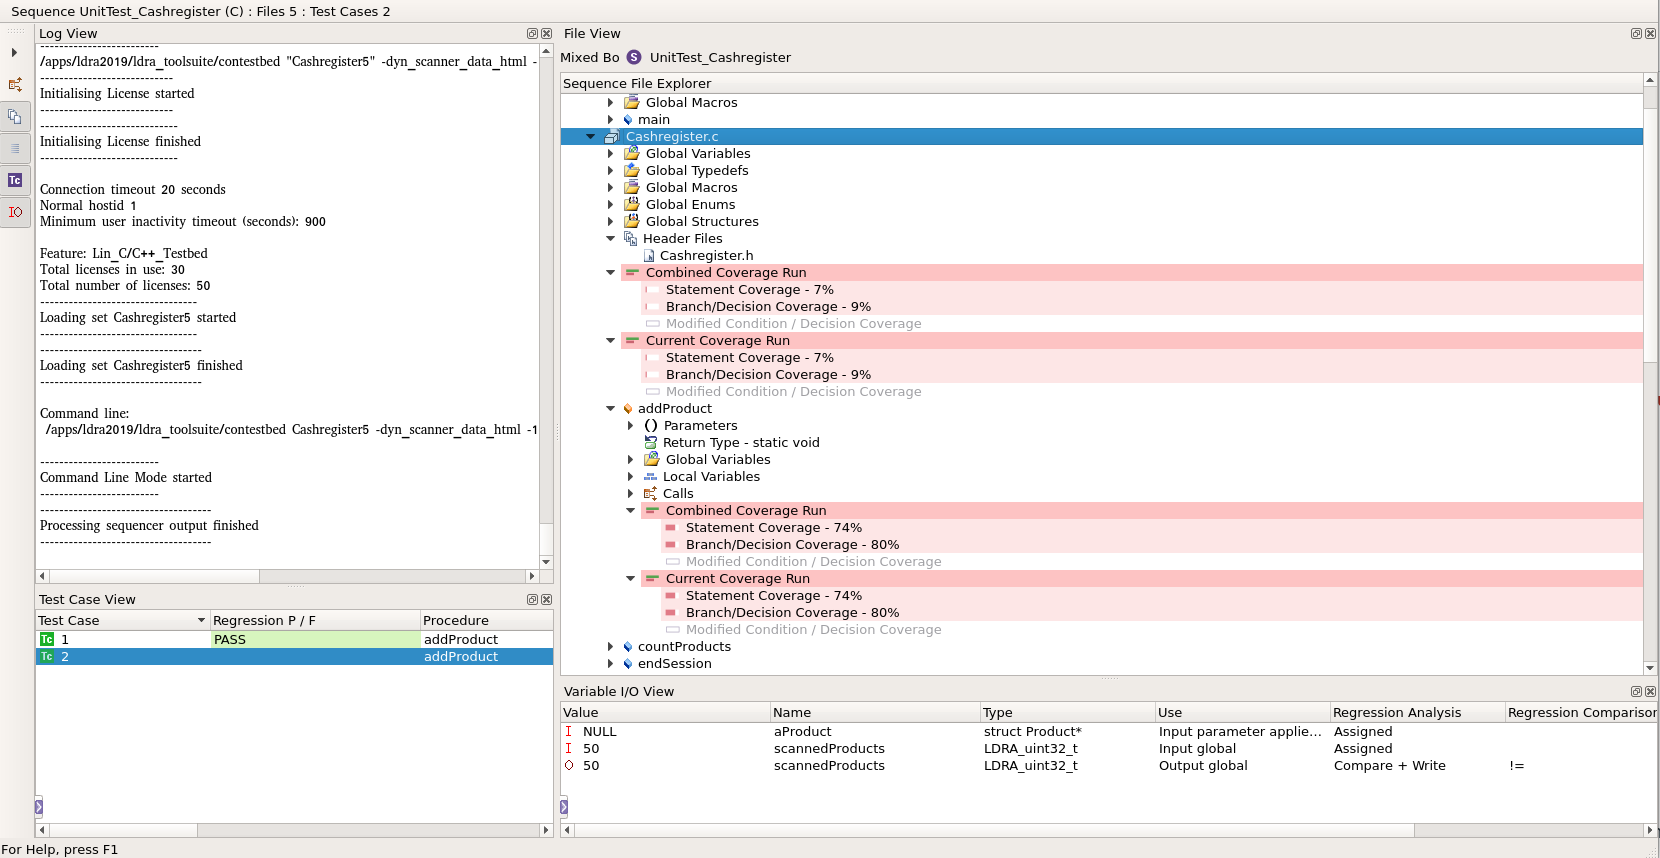 Sequence UnitTest_Cashregister (C) : Files 5 : Test Cases 2
Log View
/apps/ldra2019/ldra_toolsuite/contestbed "Cashregister5" -dyn_scanner_data_html -
----------------------------
Initialising License started
----------------------------
-----------------------------
Initialising License finished
-----------------------------
Connection timeout 20 seconds
Normal hostid 1
Minimum user inactivity timeout (seconds): 900
Feature: Lin_C/C++_Testbed
Total licenses in use: 30
Total number of licenses: 50
---------------------------------
Loading set Cashregister5 started
---------------------------------
----------------------------------
Loading set Cashregister5 finished
----------------------------------
Command line:
/apps/ldra2019/ldra_toolsuite/contestbed Cashregister5 -dyn_scanner_data_html -1
-------------------------
Command Line Mode started
-------------------------
------------------------------------
Processing sequencer output finished
------------------------------------
Test Case View
Test Case Regression P / F Procedure
Tc 1 PASS addProduct
Tc 2 addProduct
File View
Mixed Bo S UnitTest_Cashregister
Sequence File Explorer
Global Macros
main
Cashregister.c
Global Variables
Global Typedefs
Global Macros
Global Enums
Global Structures
Header Files
Cashregister.h
Combined Coverage Run
Statement Coverage - 7%
Branch/Decision Coverage - 9%
Modified Condition / Decision Coverage
Current Coverage Run
Statement Coverage - 7%
Branch/Decision Coverage - 9%
Modified Condition / Decision Coverage
addProduct
() Parameters
Return Type - static void
Global Variables
Local Variables
Calls
Combined Coverage Run
Statement Coverage - 74%
Branch/Decision Coverage - 80%
Modified Condition / Decision Coverage
Current Coverage Run
Statement Coverage - 74%
Branch/Decision Coverage - 80%
Modified Condition / Decision Coverage
countProducts
endSession
Variable I/O View
Value Name Type Use Regression Analysis Regression Comparisor
I NULL aProduct struct Product* Input parameter applie... Assigned
I 50 scannedProducts LDRA_uint32_t Input global Assigned
O 50 scannedProducts LDRA_uint32_t Output global Compare + Write !=
Tc
IO
For Help, press F1